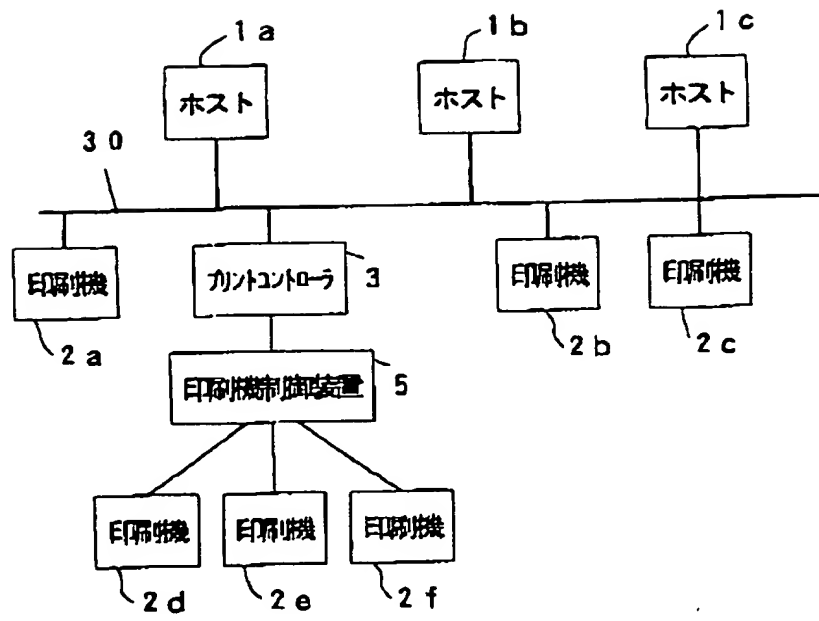 1a 1b 1c
ホスト ホスト ホスト
30
印刷機 プリントコントローラ 3 印刷機 印刷機
2a 2b 2c
印刷機制御装置 5
印刷機 印刷機 印刷機
2d 2e 2f